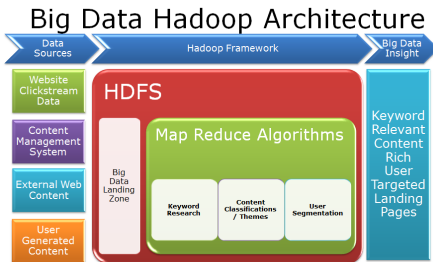 Big Data Hadoop Architecture
Data
Sources
Hadoop Framework
Big Data
Insight
Website
Clickstream
Data
Content
Management
System
External Web
Content
User
Generated
Content
HDFS
Big
Data
Landing
Zone
Map Reduce Algorithms
Keyword
Research
Content
Classifications
/ Themes
User
Segmentation
Keyword
Relevant
Content
Rich
User
Targeted
Landing
Pages